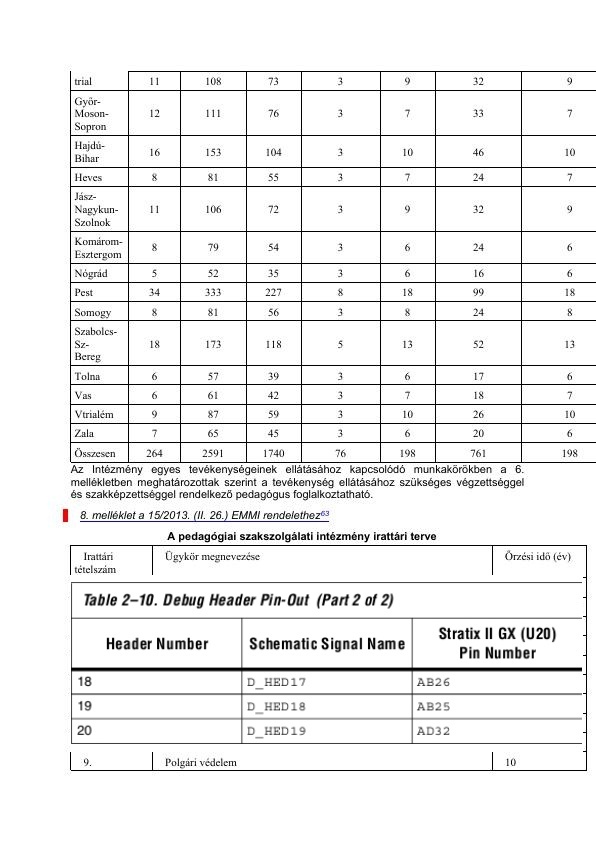 trial 11 108 73 3 9 32 9
Győr-
Moson-
Sopron 12 111 76 3 7 33 7
Hajdú-
Bihar 16 153 104 3 10 46 10
Heves 8 81 55 3 7 24 7
Jász-
Nagykun-
Szolnok 11 106 72 3 9 32 9
Komárom-
Esztergom 8 79 54 3 6 24 6
Nógrád 5 52 35 3 6 16 6
Pest 34 333 227 8 18 99 18
Somogy 8 81 56 3 8 24 8
Szabolcs-
Sz-
Bereg 18 173 118 5 13 52 13
Tolna 6 57 39 3 6 17 6
Vas 6 61 42 3 7 18 7
Vtrialém 9 87 59 3 10 26 10
Zala 7 65 45 3 6 20 6
Összesen 264 2591 1740 76 198 761 198
Az Intézmény egyes tevékenységeinek ellátásához kapcsolódó munkakörökben a 6.
mellékletben meghatározottak szerint a tevékenység ellátásához szükséges végzettséggel
és szakképzettséggel rendelkező pedagógus foglalkoztatható.
8. melléklet a 15/2013. (II. 26.) EMMI rendelethez63
A pedagógiai szakszolgálati intézmény irattári terve
Irattári
tételszám Ügykör megnevezése Őrzési idő (év)
Table 2–10. Debug Header Pin-Out (Part 2 of 2)
Header Number Schematic Signal Name Stratix II GX (U20)
Pin Number
18 D_HED17 AB26
19 D_HED18 AB25
20 D_HED19 AD32
9. Polgári védelem 10